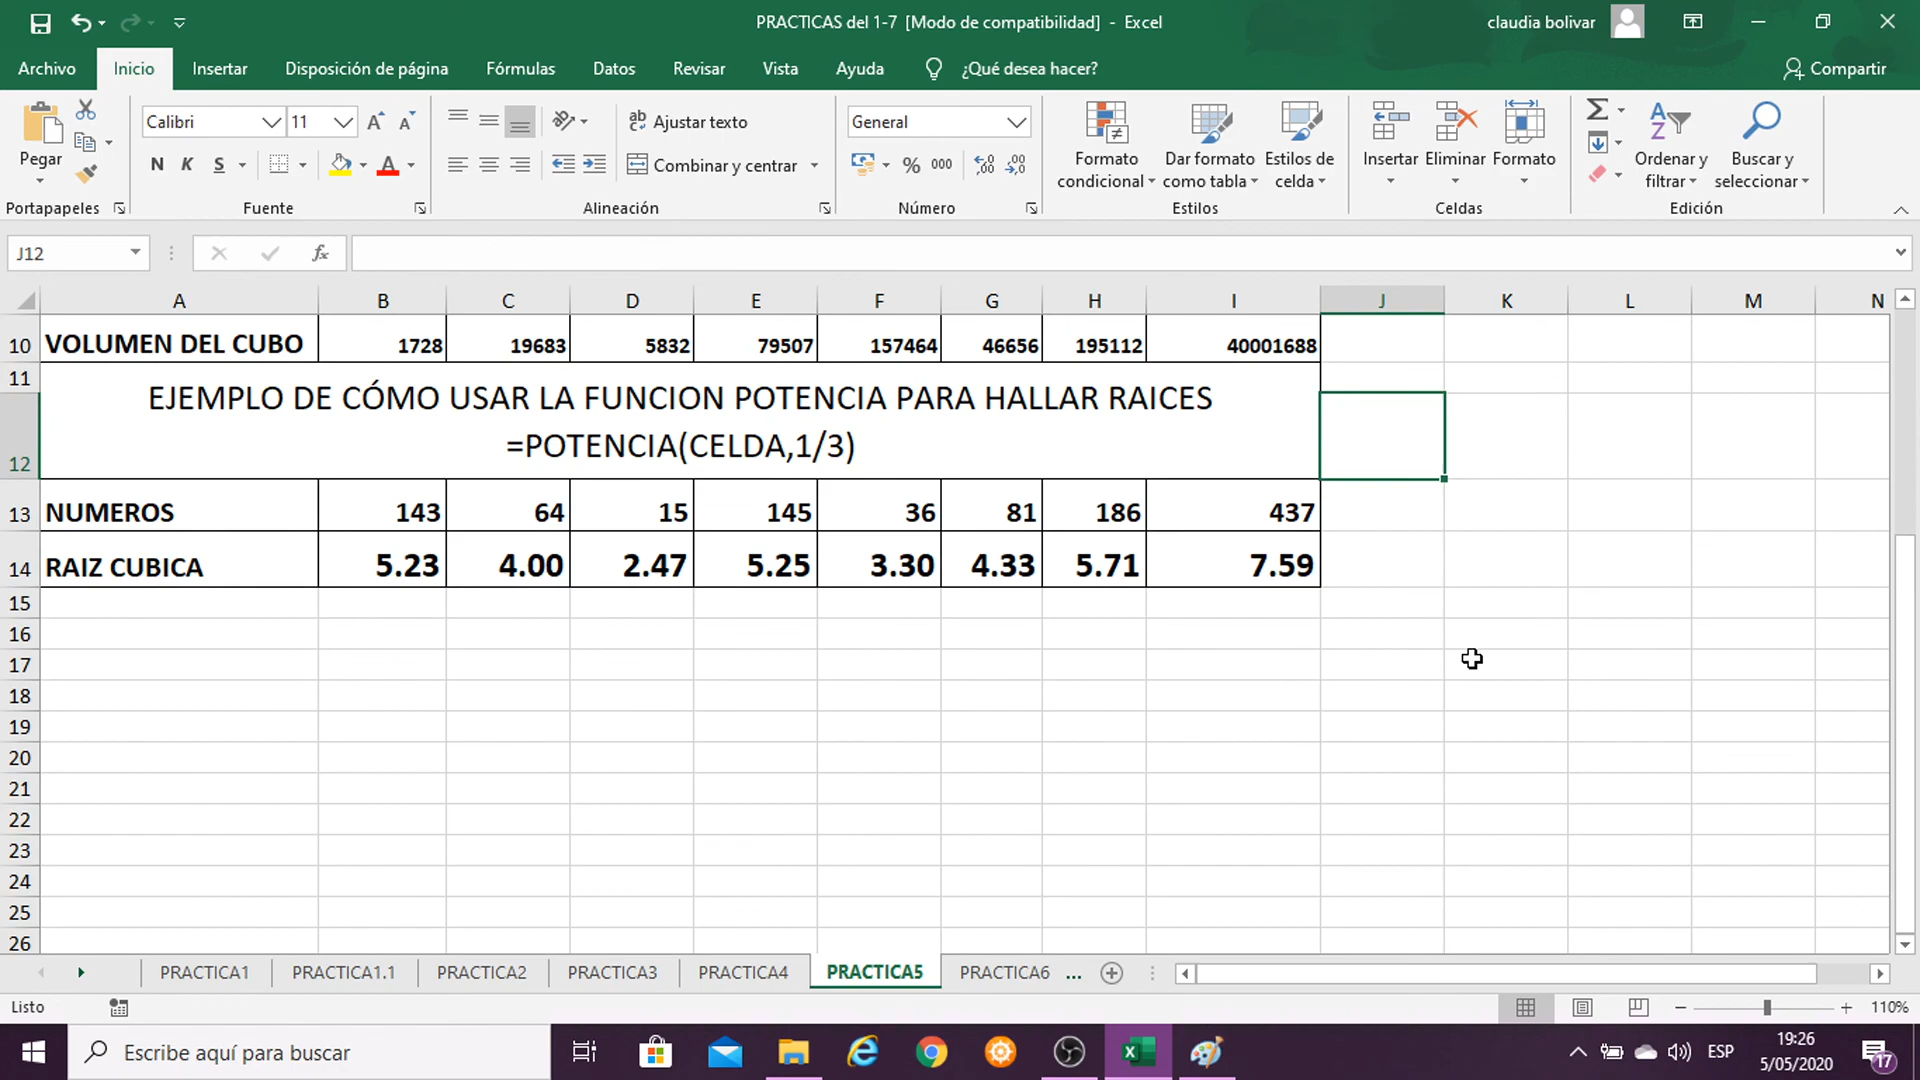 PRACTICAS del 1-7 [Modo de compatibilidad] - Excel
claudia bolivar
Archivo Inicio Insertar Disposición de página Fórmulas Datos Revisar Vista Ayuda ¿Qué desea hacer? Compartir
Calibri 11 Ajustar texto General
Pegar N K S A Combinar y centrar % 000
Formato condicional Dar formato como tabla Estilos de celda Insertar Eliminar Formato Ordenar y filtrar Buscar y seleccionar
Portapapeles Fuente Alineación Número Estilos Celdas Edición
J12 fx
A B C D E F G H I J K L M N
10 VOLUMEN DEL CUBO 1728 19683 5832 79507 157464 46656 195112 40001688
11
EJEMPLO DE CÓMO USAR LA FUNCION POTENCIA PARA HALLAR RAICES
=POTENCIA(CELDA,1/3)
12
13 NUMEROS 143 64 15 145 36 81 186 437
14 RAIZ CUBICA 5.23 4.00 2.47 5.25 3.30 4.33 5.71 7.59
15
16
17
18
19
20
21
22
23
24
25
26
PRACTICA1 PRACTICA1.1 PRACTICA2 PRACTICA3 PRACTICA4 PRACTICA5 PRACTICA6 ...
Listo 110%
Escribe aquí para buscar
ESP
19:26
5/05/2020
17